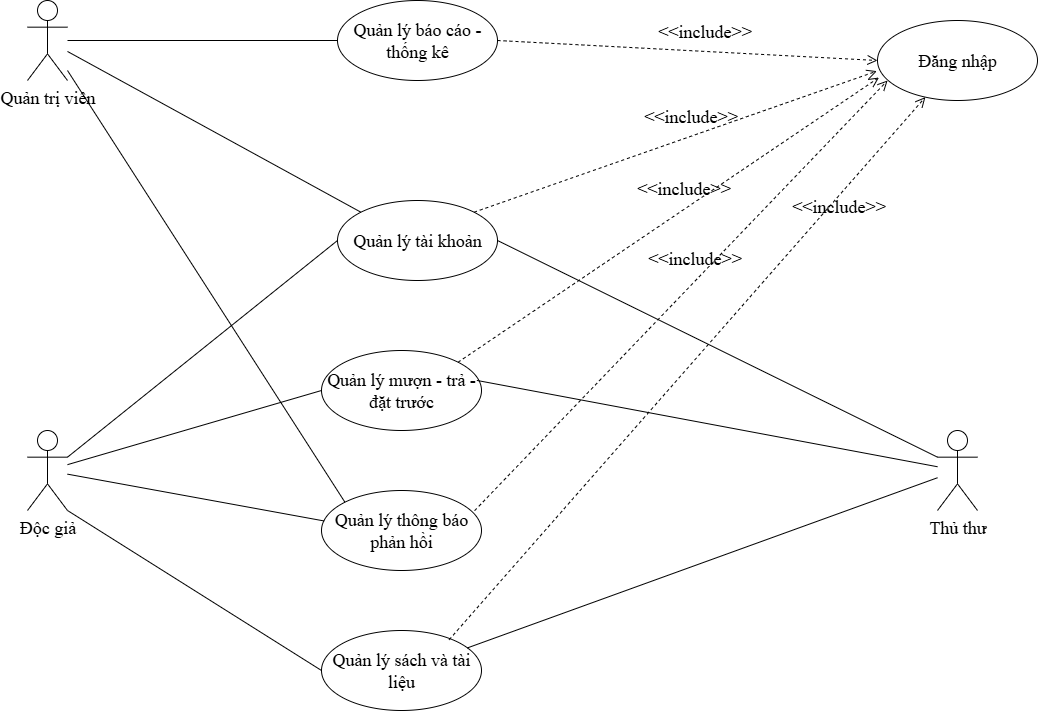 Quản lý báo cáo -
thống kê
<<include>>
Đăng nhập
Quản trị viên
<<include>>
<<include>>
<<include>>
Quản lý tài khoản
<<include>>
Quản lý mượn - trả -
đặt trước
Quản lý thông báo
phản hồi
Độc giả
Thủ thư
Quản lý sách và tài
liệu